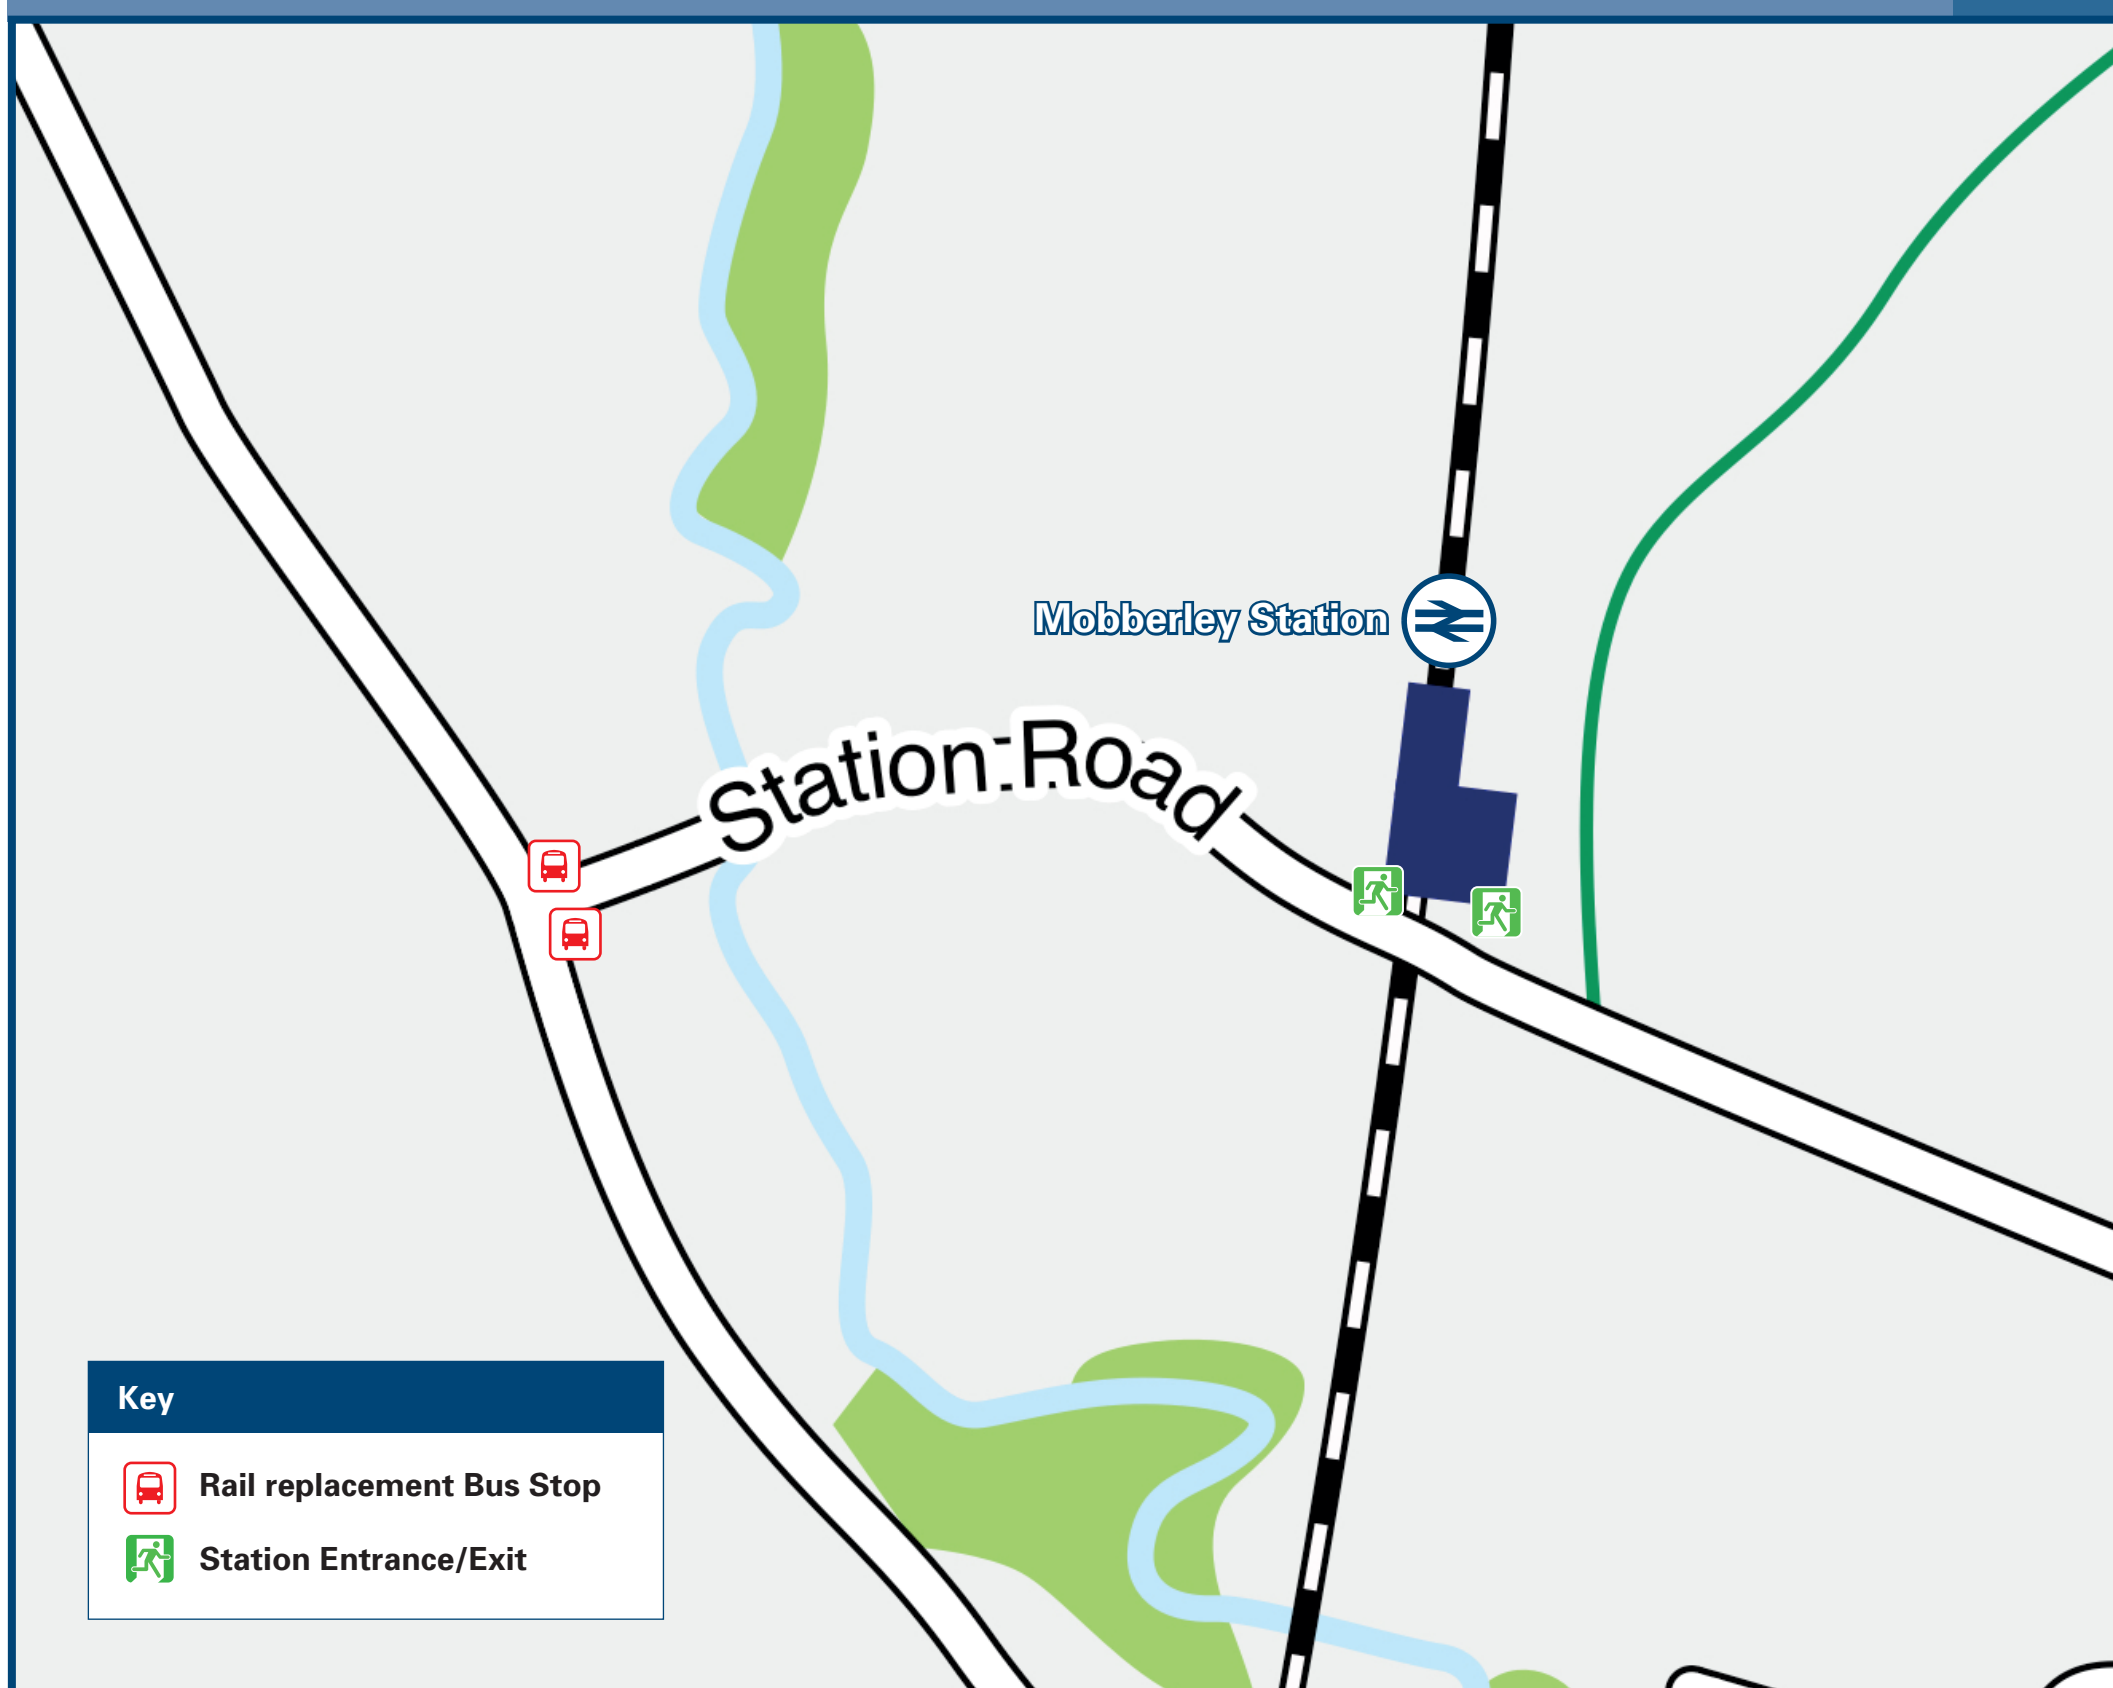 Mobberley Station
Station Road
Key
Rail replacement Bus Stop
Station Entrance/Exit